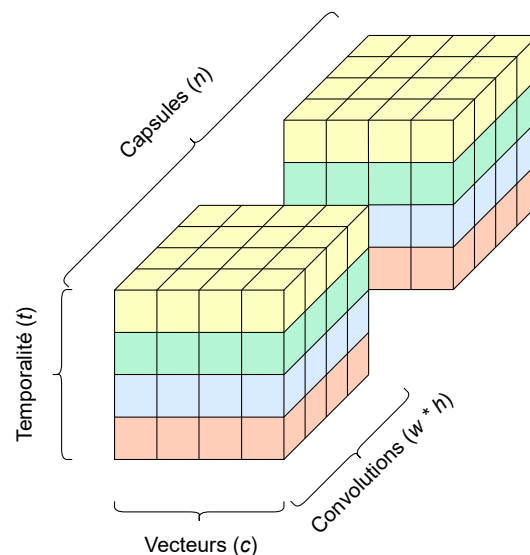 Capsules (n)
Temporalité (t)
Convolutions (w * h)
Vecteurs (c)